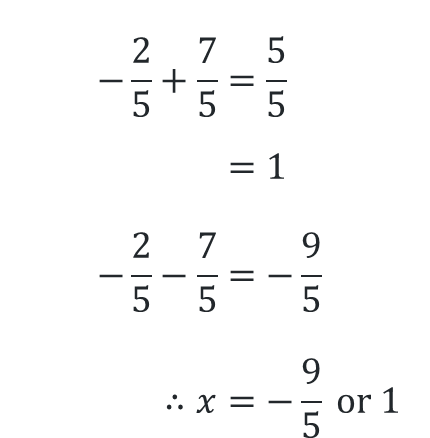 −2/5 + 7/5 = 5/5
= 1
−2/5 − 7/5 = −9/5
∴ x = −9/5 or 1